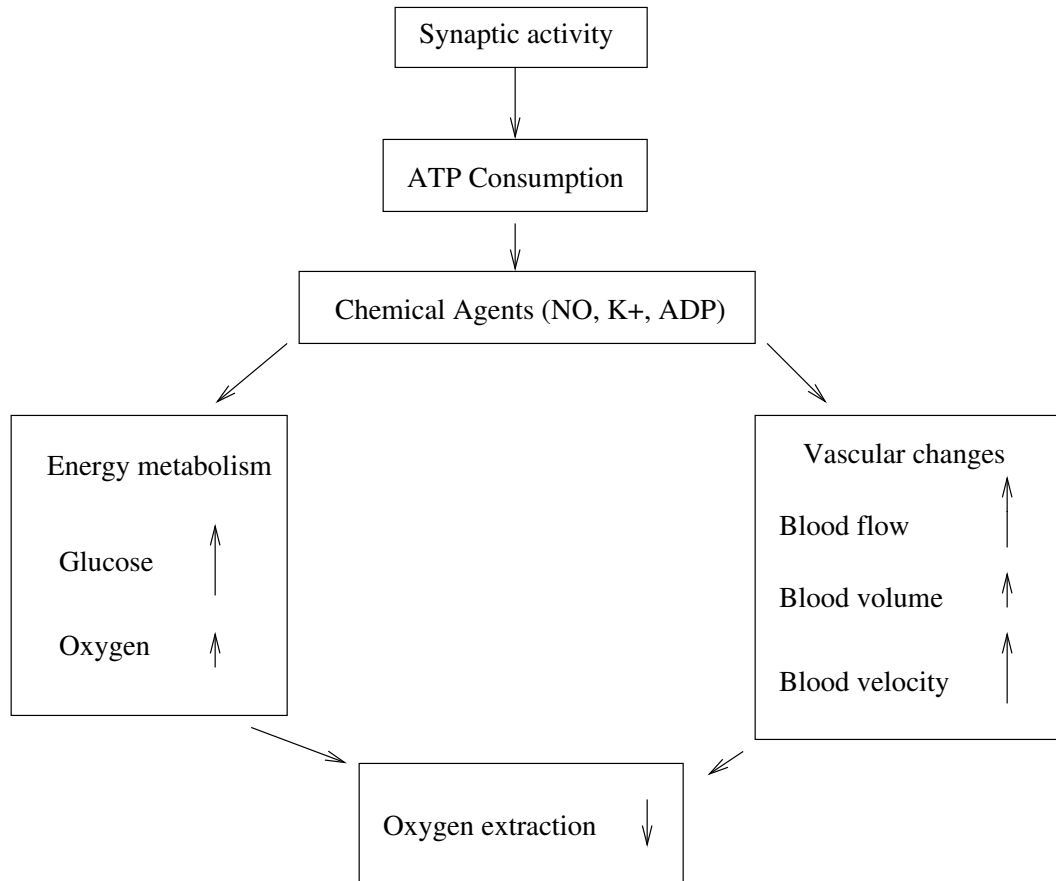 Synaptic activity
ATP Consumption
Chemical Agents (NO, K+, ADP)
Energy metabolism
Glucose
Oxygen
Vascular changes
Blood flow
Blood volume
Blood velocity
Oxygen extraction